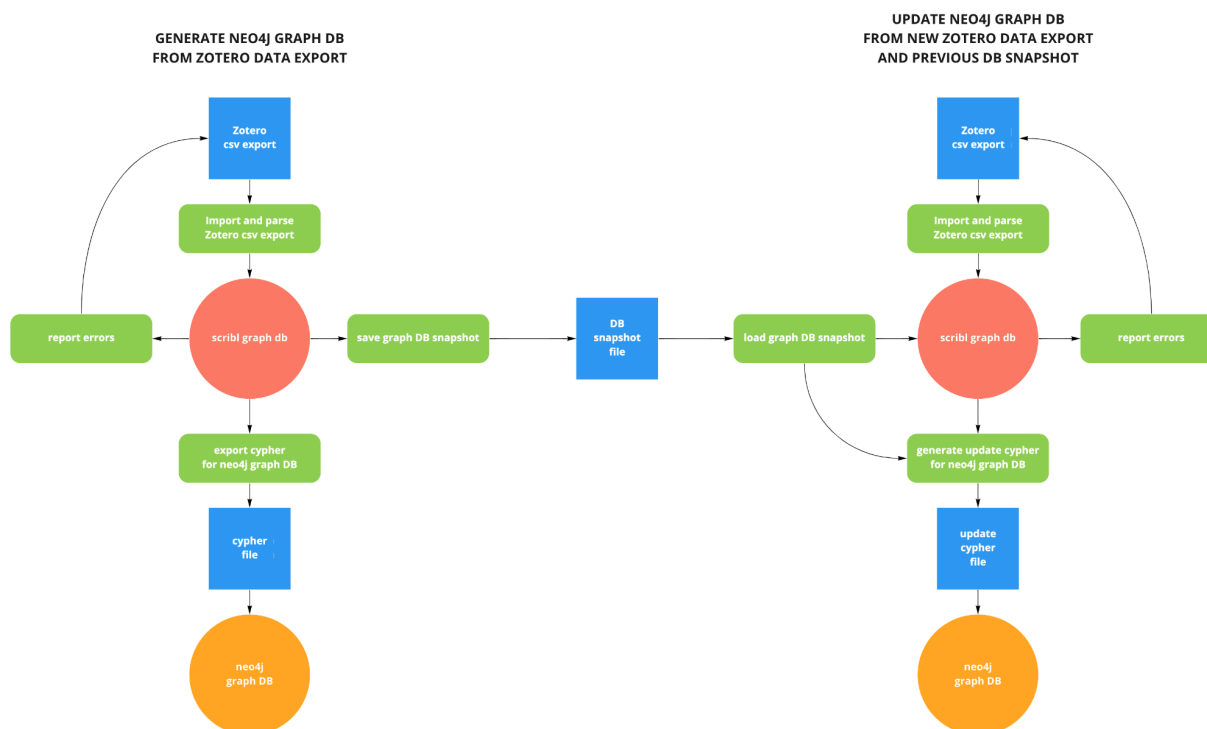 GENERATE NEO4J GRAPH DB
FROM ZOTERO DATA EXPORT
Zotero
csv export
Import and parse
Zotero csv export
report errors
scribl graph db
save graph DB snapshot
export cypher
for neo4j graph DB
cypher
file
neo4j
graph DB
DB
snapshot
file
UPDATE NEO4J GRAPH DB
FROM NEW ZOTERO DATA EXPORT
AND PREVIOUS DB SNAPSHOT
Zotero
csv export
Import and parse
Zotero csv export
load graph DB snapshot
scribl graph db
report errors
generate update cypher
for neo4j graph DB
update
cypher
file
neo4j
graph DB